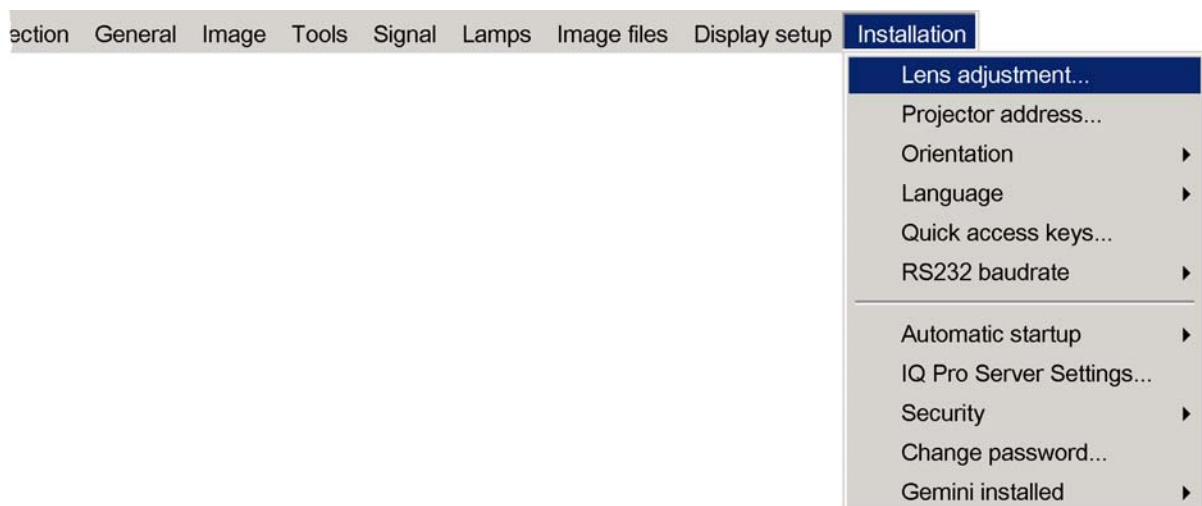 ection General Image Tools Signal Lamps Image files Display setup Installation
Lens adjustment...
Projector address...
Orientation
Language
Quick access keys...
RS232 baudrate
Automatic startup
IQ Pro Server Settings...
Security
Change password...
Gemini installed